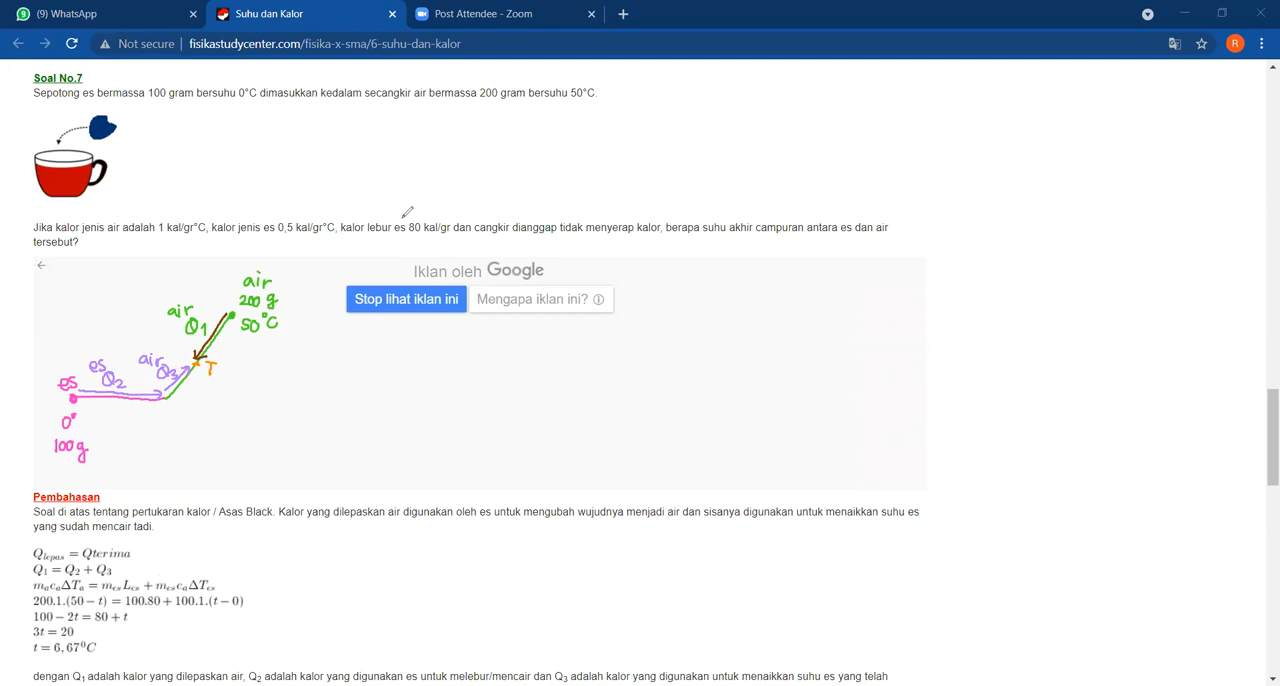 (9) WhatsApp
Suhu dan Kalor
Post Attendee - Zoom
Not secure | fisikastudycenter.com/fisika-x-sma/6-suhu-dan-kalor
R
Soal No.7
Sepotong es bermassa 100 gram bersuhu 0°C dimasukkan kedalam secangkir air bermassa 200 gram bersuhu 50°C.
Jika kalor jenis air adalah 1 kal/gr°C, kalor jenis es 0,5 kal/gr°C, kalor lebur es 80 kal/gr dan cangkir dianggap tidak menyerap kalor, berapa suhu akhir campuran antara es dan air
tersebut?
Iklan oleh Google
Stop lihat iklan ini
Mengapa iklan ini?
air
200 g
50°C
air
Q1
T
air
Q3
es
Q2
es
0°
100 g
Pembahasan
Soal di atas tentang pertukaran kalor / Asas Black. Kalor yang dilepaskan air digunakan oleh es untuk mengubah wujudnya menjadi air dan sisanya digunakan untuk menaikkan suhu es
yang sudah mencair tadi.
Qlepas = Qterima
Q1 = Q2 + Q3
macaΔTa = mesLes + mescaΔTes
200.1.(50 − t) = 100.80 + 100.1.(t − 0)
100 − 2t = 80 + t
3t = 20
t = 6,67⁰C
dengan Q1 adalah kalor yang dilepaskan air, Q2 adalah kalor yang digunakan es untuk melebur/mencair dan Q3 adalah kalor yang digunakan untuk menaikkan suhu es yang telah